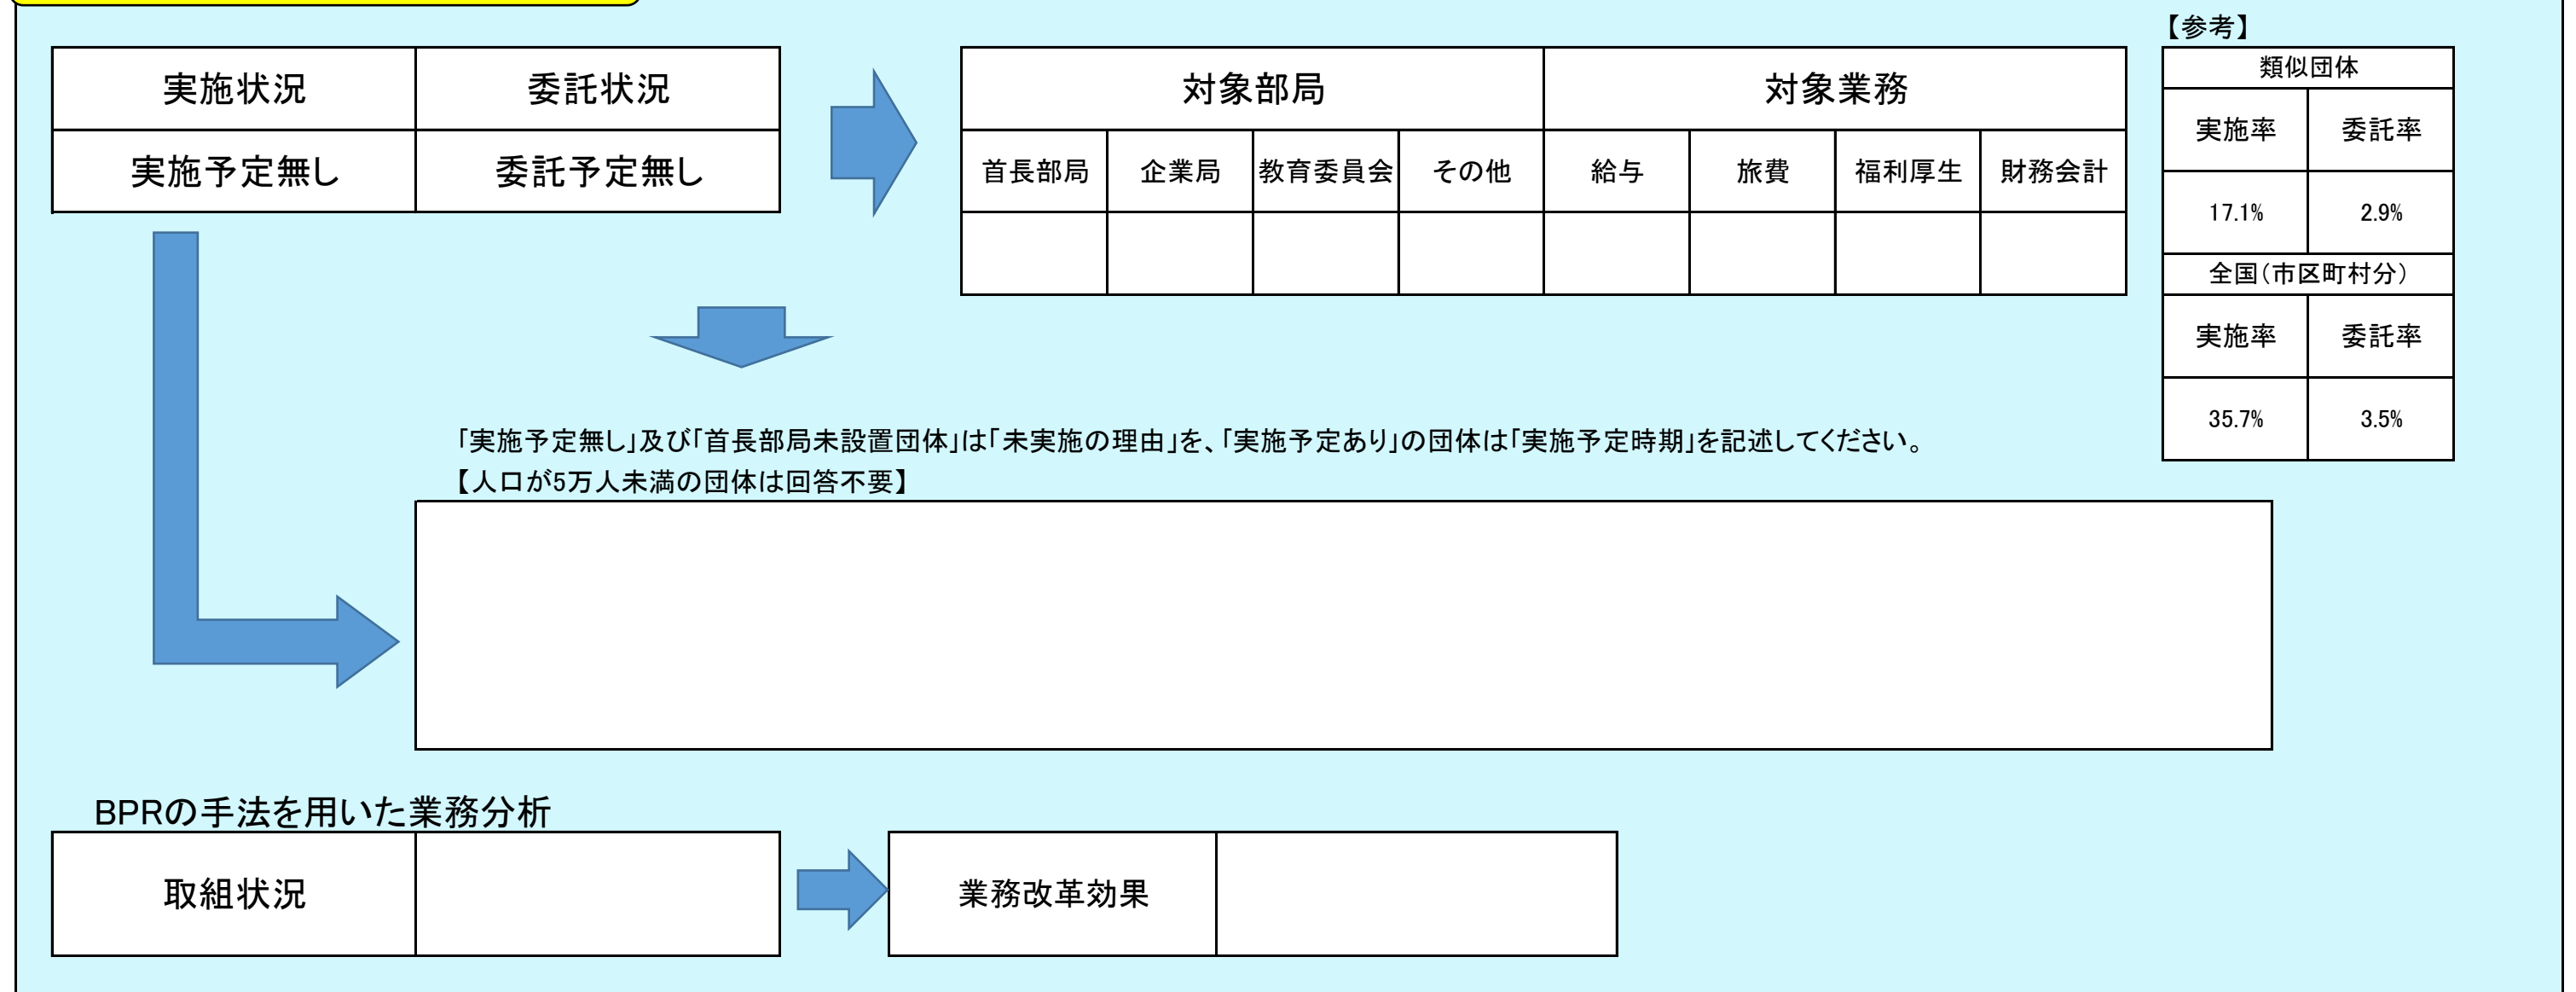 【参考】
実施状況 委託状況
実施予定無し 委託予定無し
対象部局 対象業務
首長部局 企業局 教育委員会 その他 給与 旅費 福利厚生 財務会計
類似団体
実施率 委託率
17.1% 2.9%
全国(市区町村分)
実施率 委託率
35.7% 3.5%
「実施予定無し」及び「首長部局未設置団体」は「未実施の理由」を、「実施予定あり」の団体は「実施予定時期」を記述してください。
【人口が5万人未満の団体は回答不要】
BPRの手法を用いた業務分析
取組状況
業務改革効果